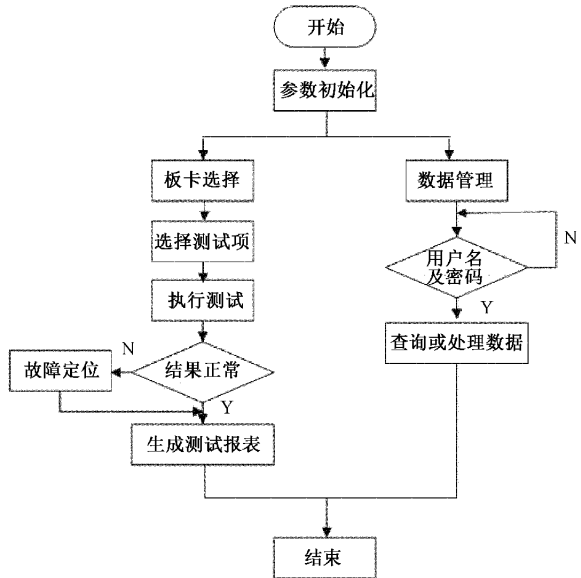 开始
参数初始化
板卡选择
数据管理
选择测试项
N
用户名
及密码
执行测试
Y
N
查询或处理数据
故障定位
结果正常
Y
生成测试报表
结束